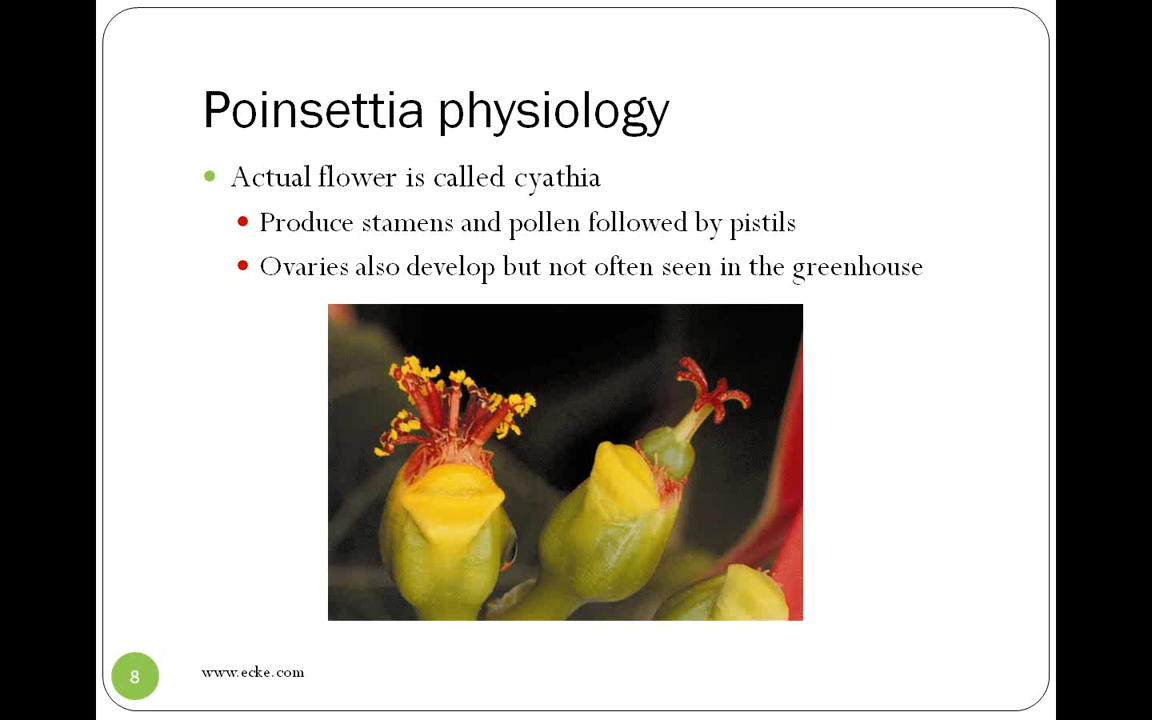 Poinsettia physiology
Actual flower is called cyathia
Produce stamens and pollen followed by pistils
Ovaries also develop but not often seen in the greenhouse
8
www.ecke.com